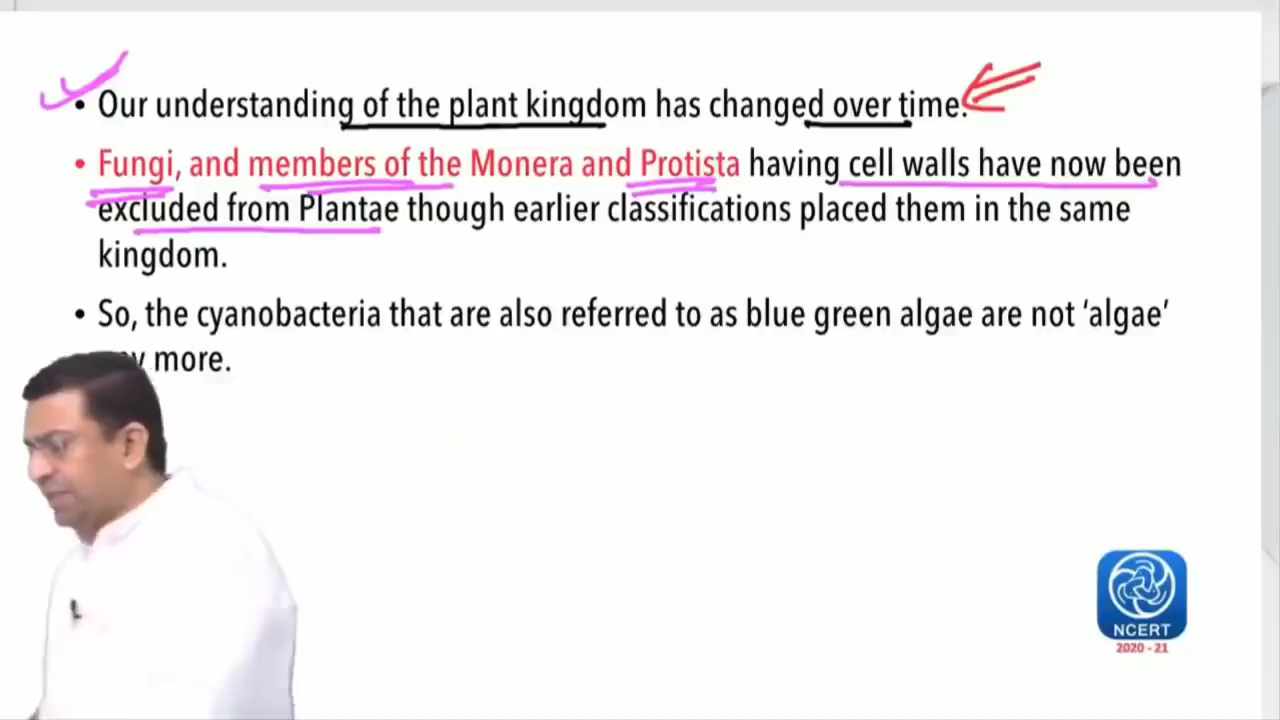 • Our understanding of the plant kingdom has changed over time.
• Fungi, and members of the Monera and Protista having cell walls have now been
excluded from Plantae though earlier classifications placed them in the same
kingdom.
• So, the cyanobacteria that are also referred to as blue green algae are not ‘algae’
more.
NCERT
2020 - 21